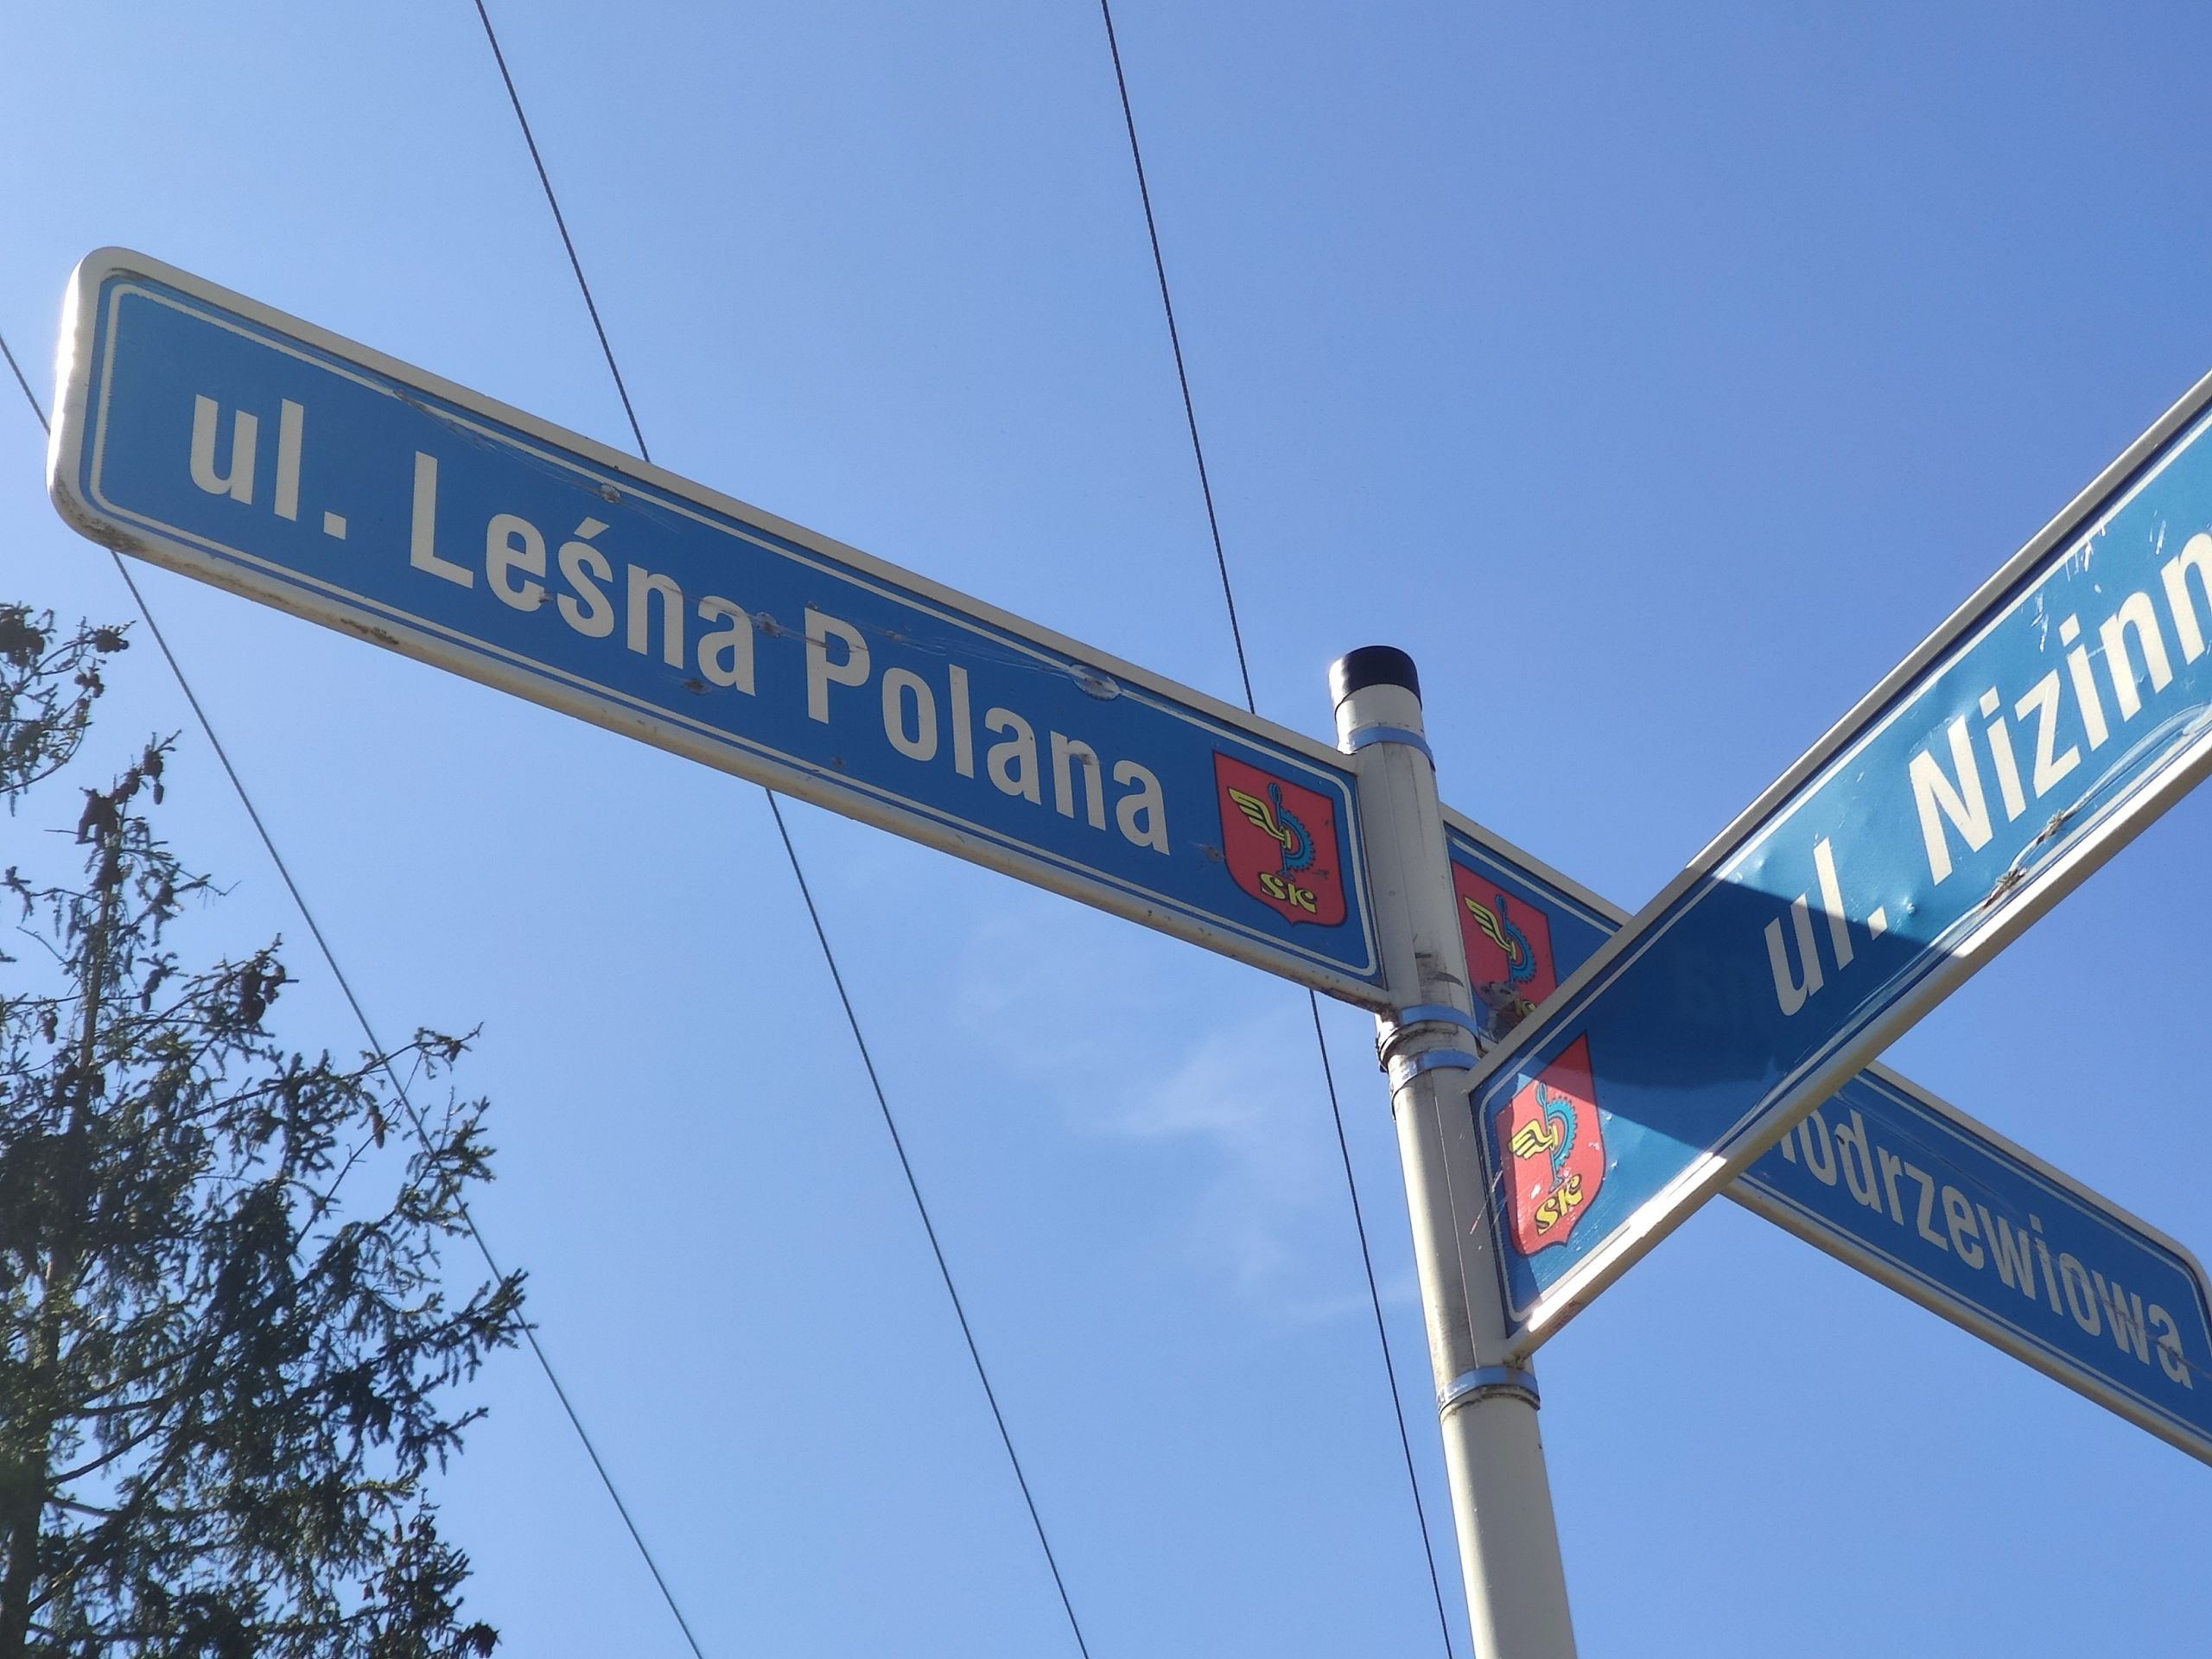 ul. Leśna Polana
SK
ul. Nizinn
SK
odrzewiowa